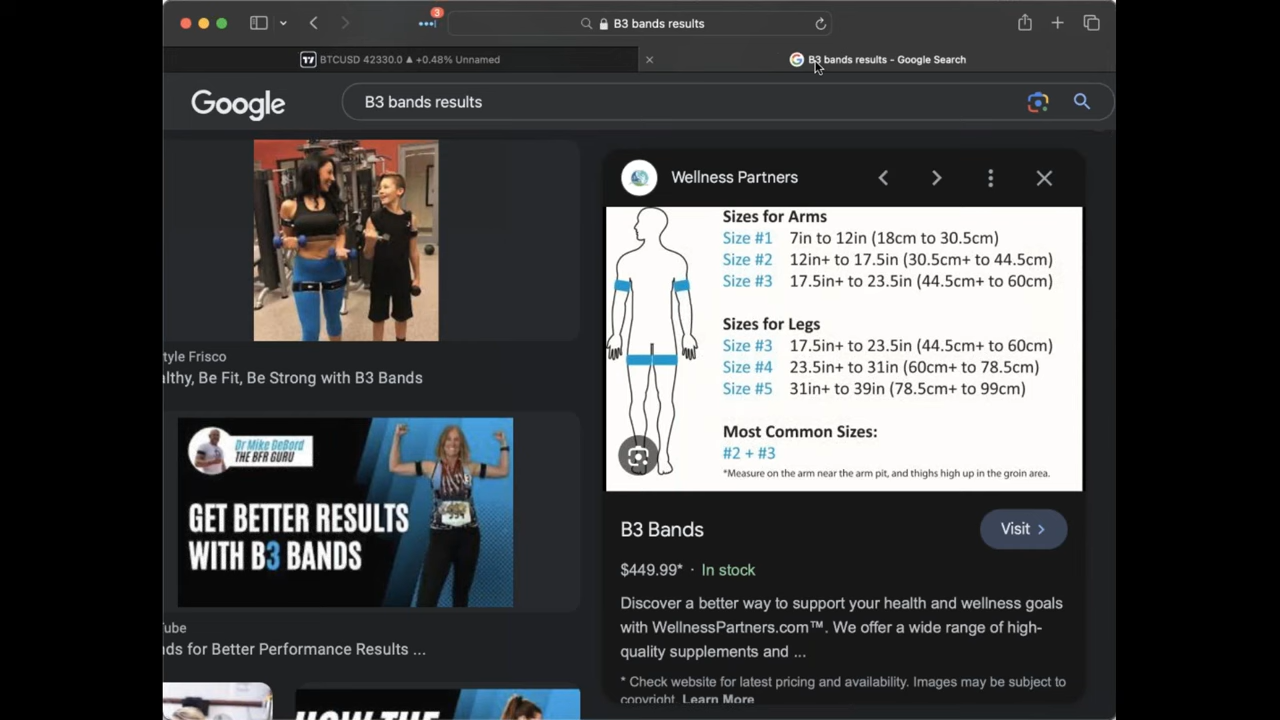 3
B3 bands results
BTCUSD 42330.0 ▲ +0.48% Unnamed
B3 bands results - Google Search
Google
B3 bands results
tyle Frisco
althy, Be Fit, Be Strong with B3 Bands
Dr Mike DeBord
THE BFR GURU
GET BETTER RESULTS
WITH B3 BANDS
ube
nds for Better Performance Results ...
HOW THE
Wellness Partners
Sizes for Arms
Size #1 7in to 12in (18cm to 30.5cm)
Size #2 12in+ to 17.5in (30.5cm+ to 44.5cm)
Size #3 17.5in+ to 23.5in (44.5cm+ to 60cm)
Sizes for Legs
Size #3 17.5in+ to 23.5in (44.5cm+ to 60cm)
Size #4 23.5in+ to 31in (60cm+ to 78.5cm)
Size #5 31in+ to 39in (78.5cm+ to 99cm)
Most Common Sizes:
#2 + #3
*Measure on the arm near the arm pit, and thighs high up in the groin area.
B3 Bands
Visit >
$449.99* · In stock
Discover a better way to support your health and wellness goals
with WellnessPartners.com™. We offer a wide range of high-
quality supplements and ...
* Check website for latest pricing and availability. Images may be subject to
copyright. Learn More